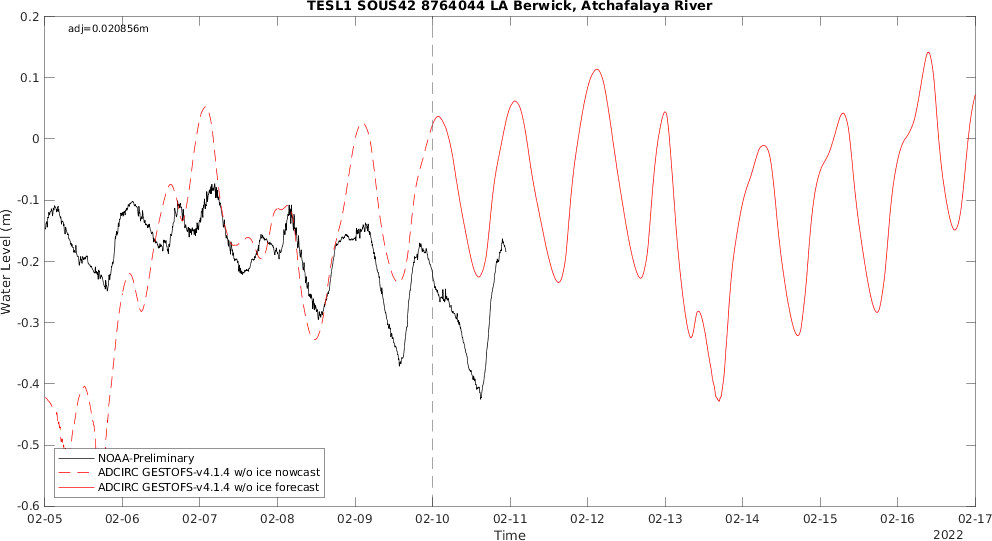 TESL1 SOUS42 8764044 LA Berwick, Atchafalaya River
adj=0.020856m
0.2
0.1
0
-0.1
-0.2
-0.3
-0.4
-0.5
-0.6
Water Level (m)
NOAA-Preliminary
ADCIRC GESTOFS-v4.1.4 w/o ice nowcast
ADCIRC GESTOFS-v4.1.4 w/o ice forecast
02-05 02-06 02-07 02-08 02-09 02-10 02-11 02-12 02-13 02-14 02-15 02-16 02-17
Time
2022